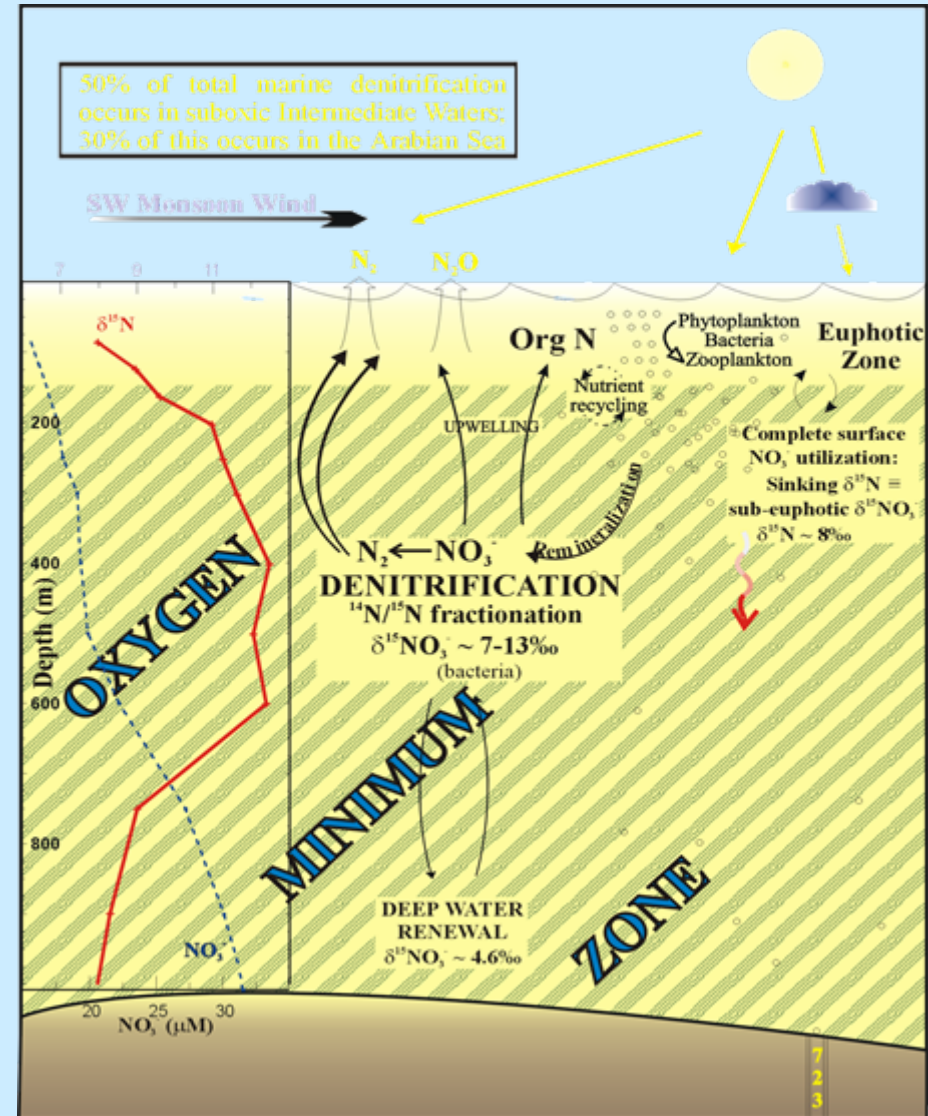 50% of total marine denitrification
occurs in suboxic Intermediate Waters;
30% of this occurs in the Arabian Sea
SW Monsoon Wind
7 9 11
N₂ N₂O
δ¹⁵N
Org N
Phytoplankton
Bacteria
Zooplankton
Euphotic
Zone
Nutrient
recycling
200
UPWELLING
Complete surface
NO₃⁻ utilization:
Sinking δ¹⁵N ≡
sub-euphotic δ¹⁵NO₃⁻
δ¹⁵N ~ 8‰
Remineralization
400
N₂ NO₃⁻
DENITRIFICATION
¹⁴N/¹⁵N fractionation
δ¹⁵NO₃⁻ ~ 7-13‰
(bacteria)
OXYGEN
Depth (m)
600
MINIMUM
800
ZONE
DEEP WATER
RENEWAL
δ¹⁵NO₃⁻ ~ 4.6‰
NO₃⁻
20 25 30
NO₃⁻ (μM)
7
2
3